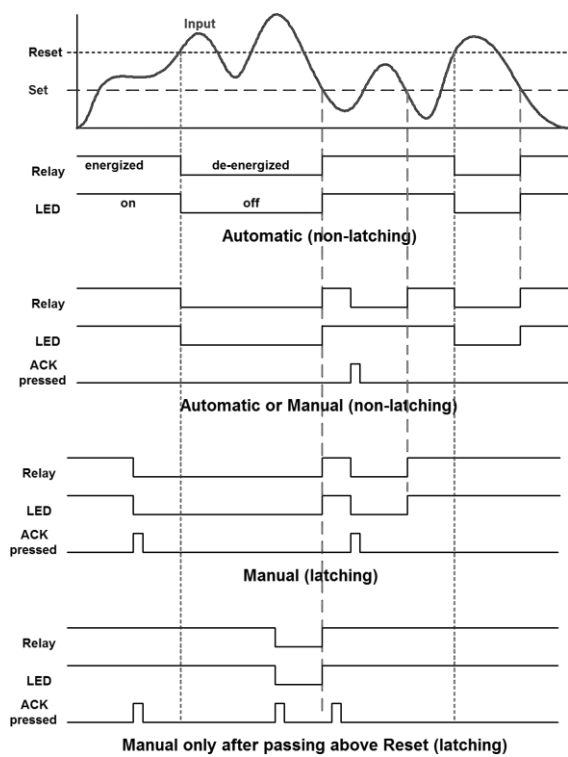 Input
Reset
Set
energized de-energized
Relay
on off
LED
Automatic (non-latching)
Relay
LED
ACK
pressed
Automatic or Manual (non-latching)
Relay
LED
ACK
pressed
Manual (latching)
Relay
LED
ACK
pressed
Manual only after passing above Reset (latching)